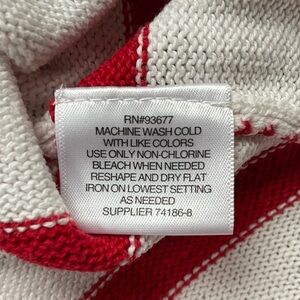 RN#93677
MACHINE WASH COLD
WITH LIKE COLORS
USE ONLY NON-CHLORINE
BLEACH WHEN NEEDED
RESHAPE AND DRY FLAT
IRON ON LOWEST SETTING
AS NEEDED
SUPPLIER 74186-8